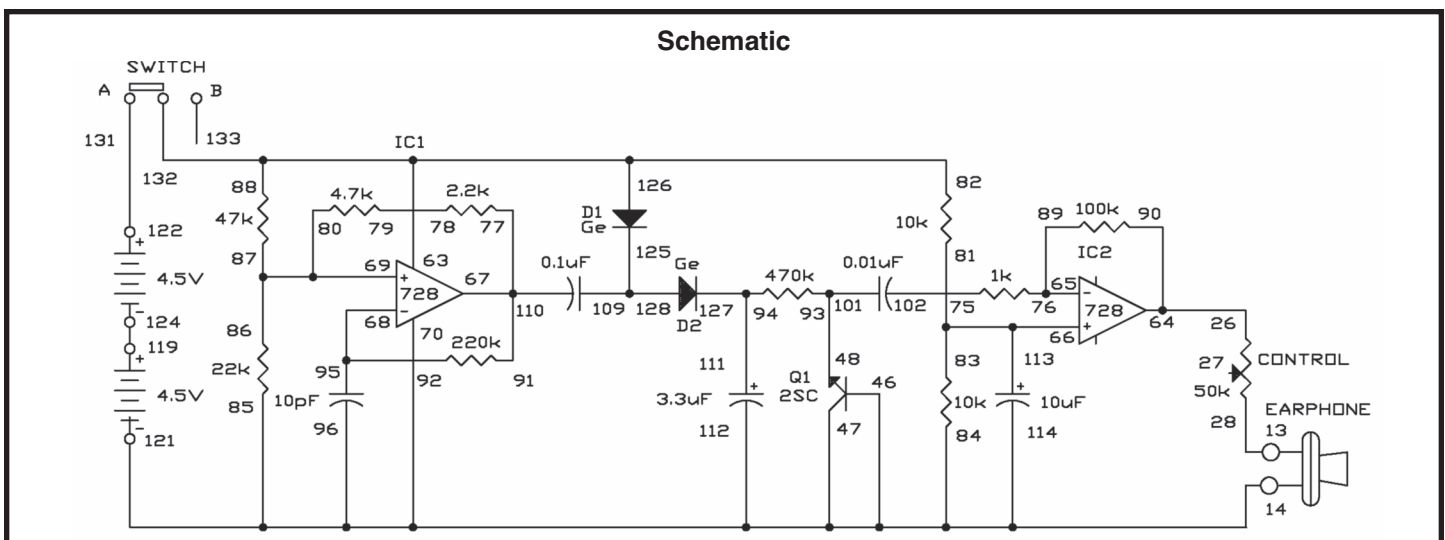 Schematic
SWITCH
A B
131 133
IC1
132
88 4.7k 2.2k 126 82 89 100k 90
47k 80 79 78 77 D1 10k
122 Ge IC2
+ 87 63 125 81
4.5V 69 + 67 0.1uF Ge 470k 0.01uF 1k 65 -
- 728 110 109 128 127 94 93 101 102 75 76 728 64 26
124 86 68 - D2 66 +
119 70 220k 111 48 46 83 113 27 CONTROL
+ 22k 95 92 91 + Q1 + 50k
4.5V 85 10pF 3.3uF 2SC 10k 10uF EARPHONE
- 96 112 47 84 114 28 13
121
14